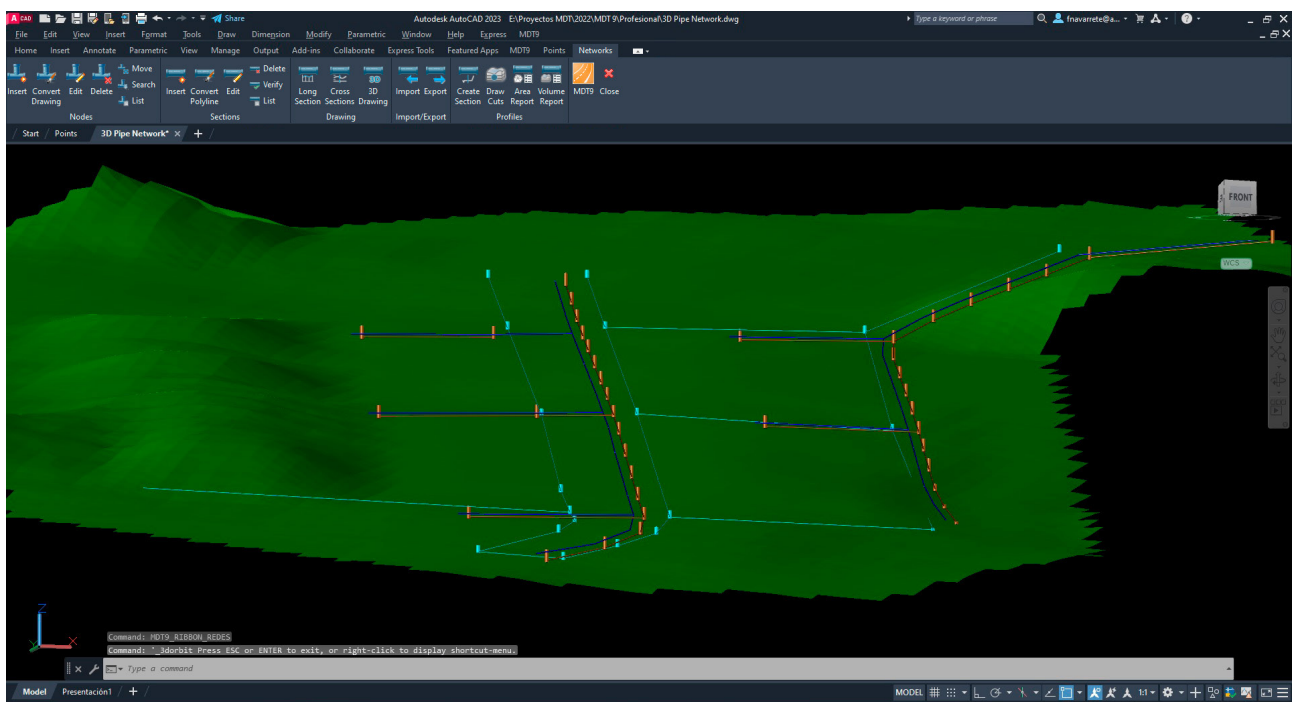 A CAD Share Autodesk AutoCAD 2023 E:\Proyectos MDT\2022\MDT 9\Profesional\3D Pipe Network.dwg Type a keyword or phrase fnavarrete@a...
File Edit View Insert Format Tools Draw Dimension Modify Parametric Window Help Express MDT9
Home Insert Annotate Parametric View Manage Output Add-ins Collaborate Express Tools Featured Apps MDT9 Points Networks
Move Delete
Search Verify
Insert Convert Edit Delete List Insert Convert Edit List Long Cross 3D Import Export Create Draw Area Volume MDT9 Close
Drawing Polyline Section Sections Drawing Section Cuts Report Report
Nodes Sections Drawing Import/Export Profiles
Start Points 3D Pipe Network*
FRONT
WCS
Z
X
Command: MDT9_RIBBON_REDES
Command: '_3dorbit Press ESC or ENTER to exit, or right-click to display shortcut-menu.
Type a command
Model Presentación1 MODEL 1:1